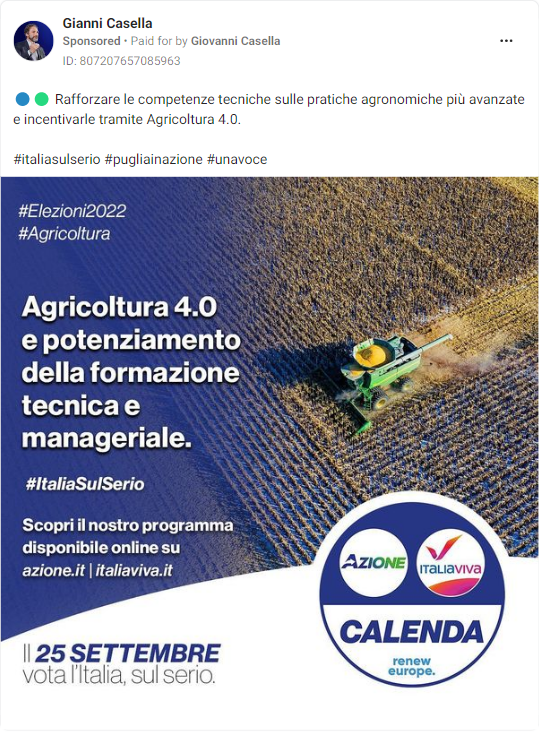 Gianni Casella
Sponsored • Paid for by Giovanni Casella
ID: 807207657085963
🔵🟢 Rafforzare le competenze tecniche sulle pratiche agronomiche più avanzate
e incentivarle tramite Agricoltura 4.0.
#italiasulserio #pugliainazione #unavoce
#Elezioni2022
#Agricoltura
Agricoltura 4.0
e potenziamento
della formazione
tecnica e
manageriale.
#ItaliaSulSerio
Scopri il nostro programma
disponibile online su
azione.it | italiaviva.it
Il 25 SETTEMBRE
vota l'Italia, sul serio.
AZIONE
ITALIAVIVA
CALENDA
renew
europe.